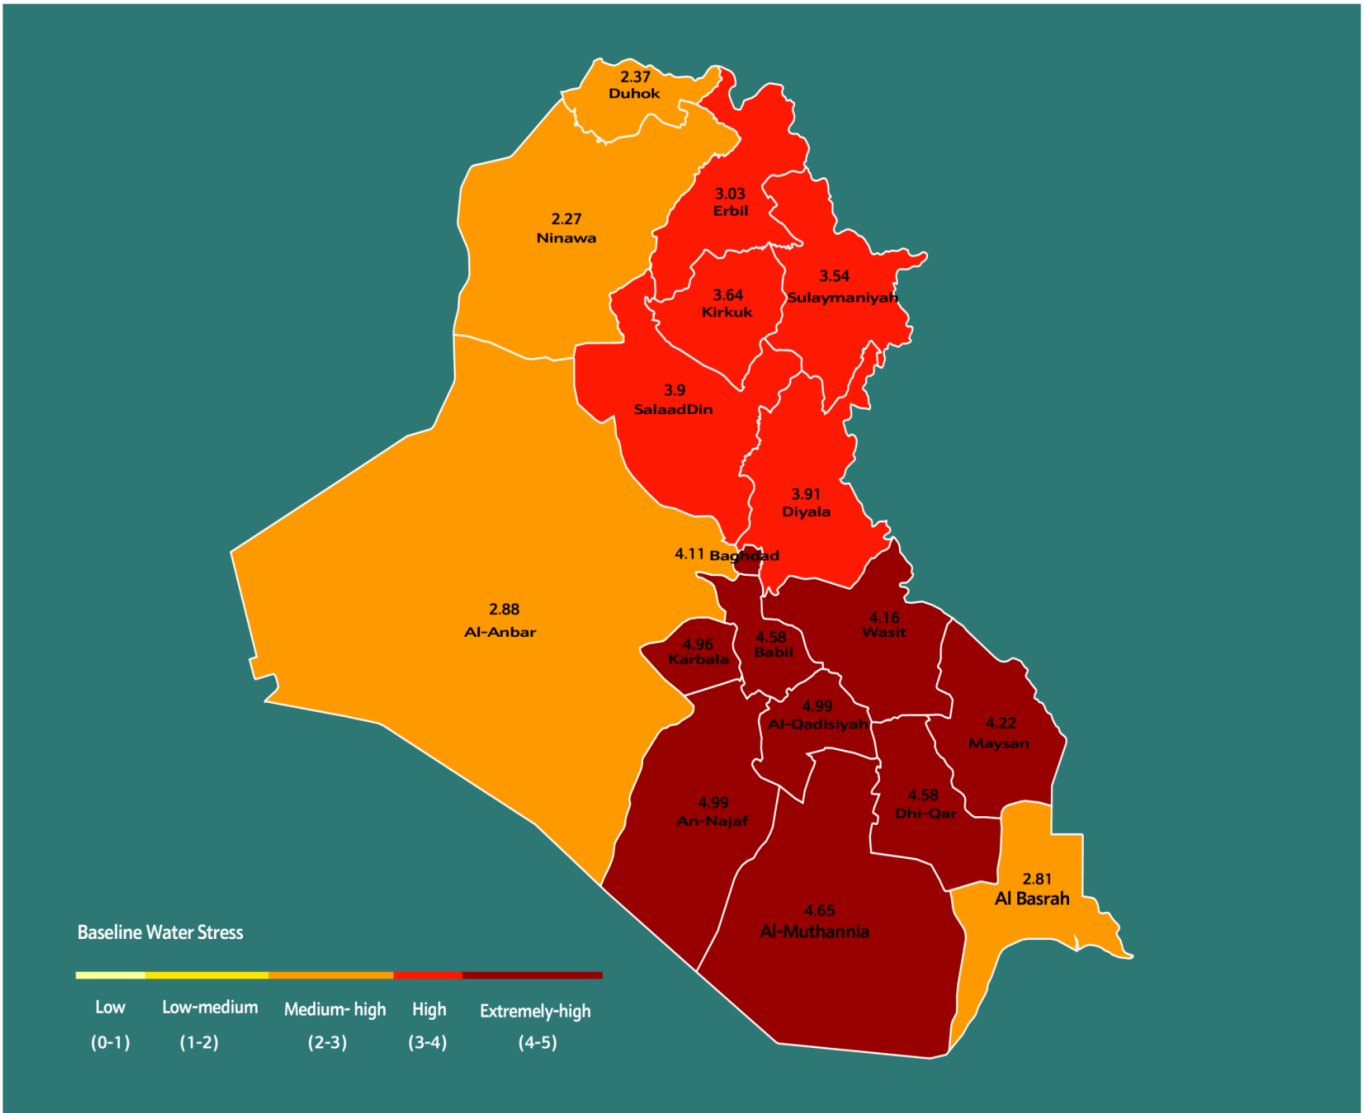 2.37
Duhok
3.03
Erbil
2.27
Ninawa
3.54
Sulaymaniyah
3.64
Kirkuk
3.9
SalaadDin
3.91
Diyala
4.11 Baghdad
2.88
Al-Anbar
4.16
Wasit
4.96
Karbala
4.58
Babil
4.99
Al-Qadisiyah
4.22
Maysan
4.99
An-Najaf
4.58
Dhi-Qar
2.81
Al Basrah
4.65
Al-Muthannia
Baseline Water Stress
Low Low-medium Medium- high High Extremely-high
(0-1) (1-2) (2-3) (3-4) (4-5)